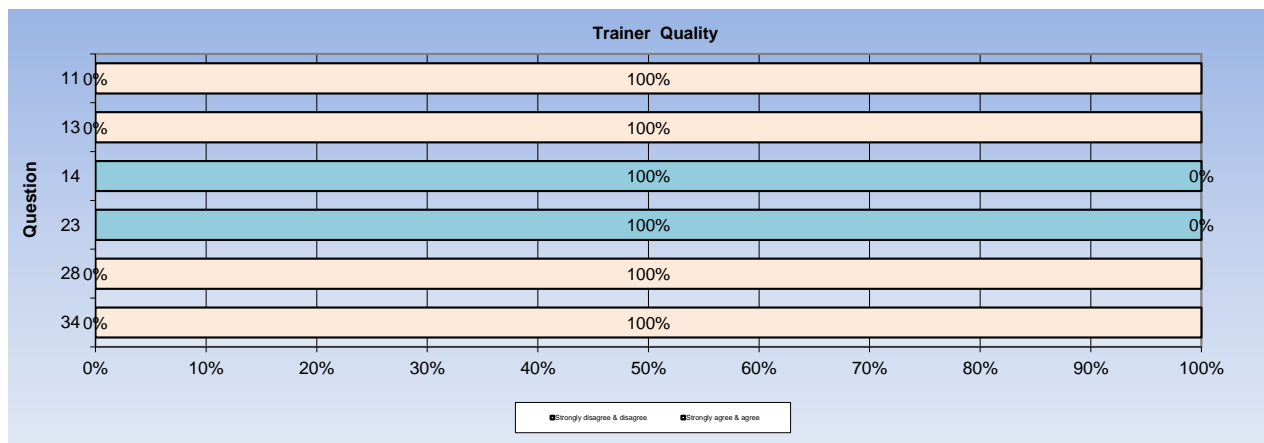 Trainer Quality
11 0% 100%
13 0% 100%
14 100% 0%
Question
23 100% 0%
28 0% 100%
34 0% 100%
0% 10% 20% 30% 40% 50% 60% 70% 80% 90% 100%
Strongly disagree & disagree Strongly agree & agree